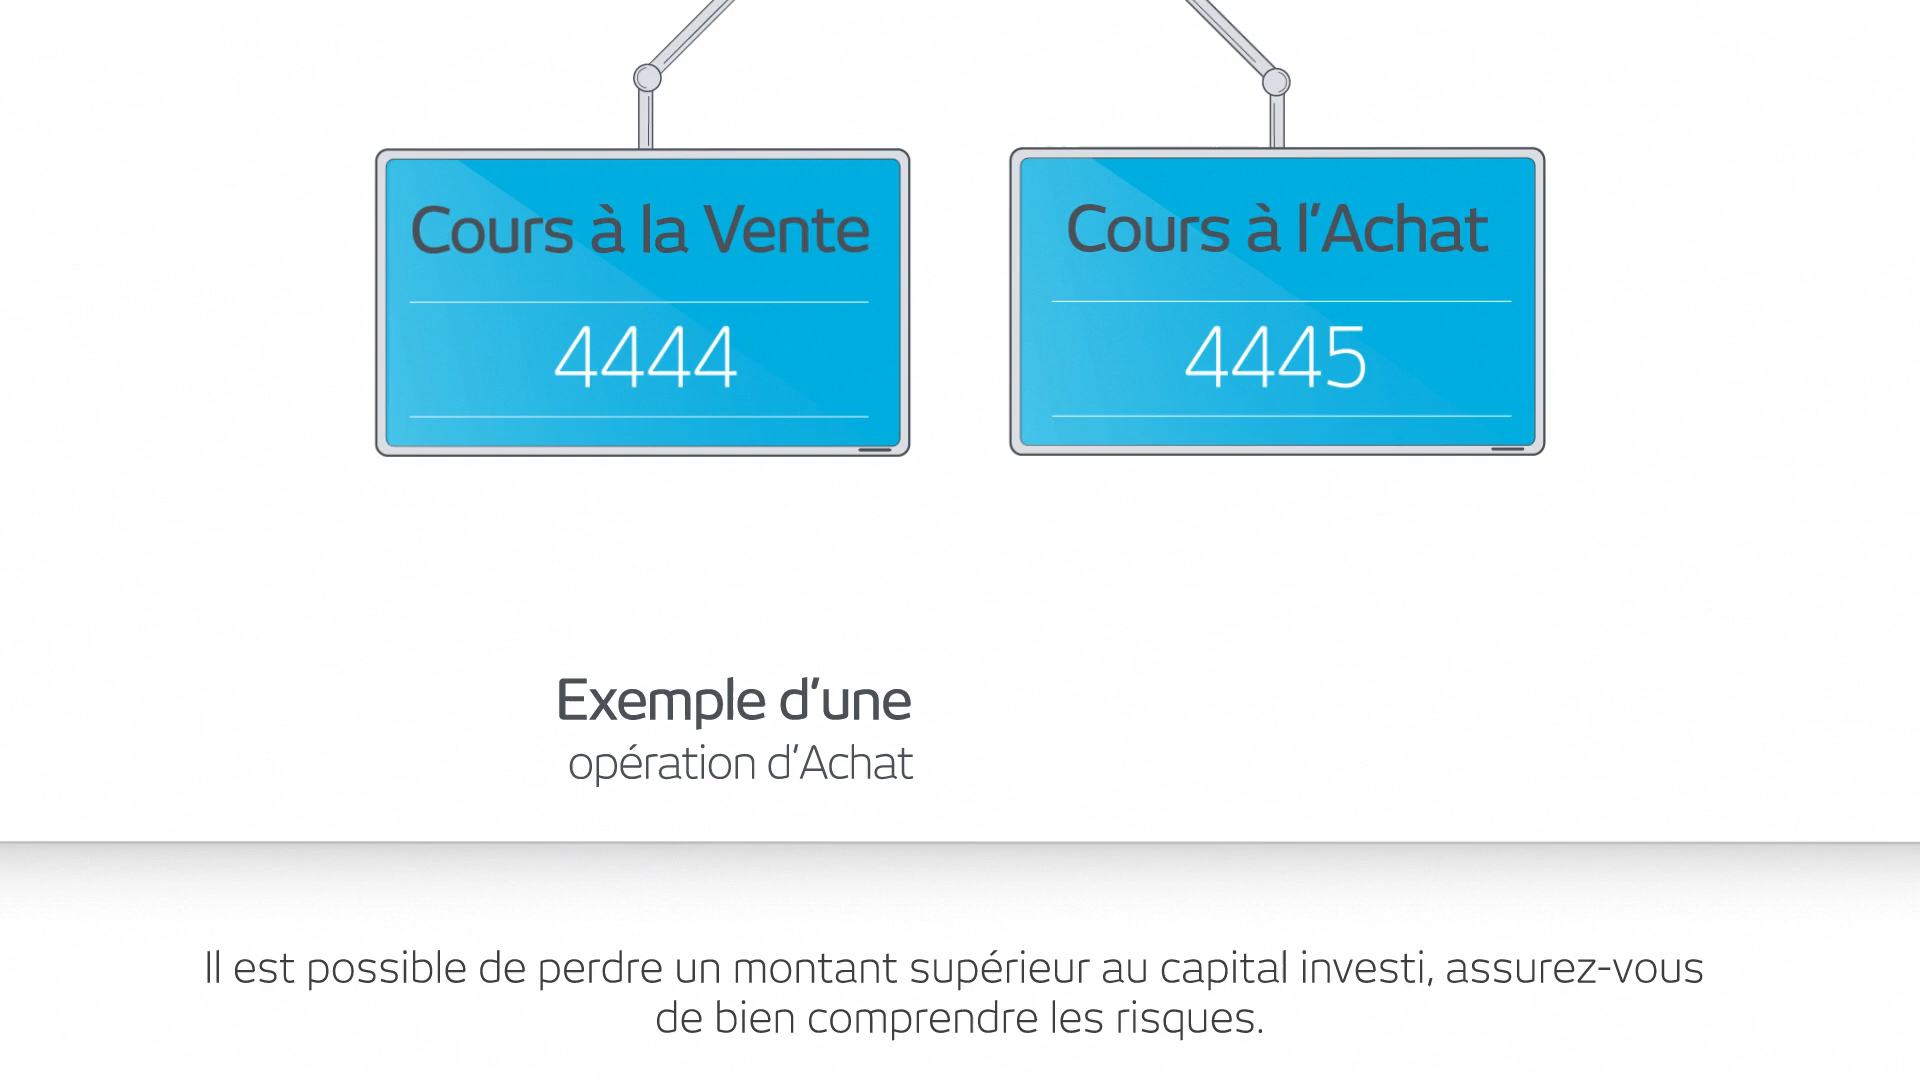 Cours à la Vente
4444
Cours à l'Achat
4445
Exemple d'une
opération d'Achat
Il est possible de perdre un montant supérieur au capital investi, assurez-vous
de bien comprendre les risques.